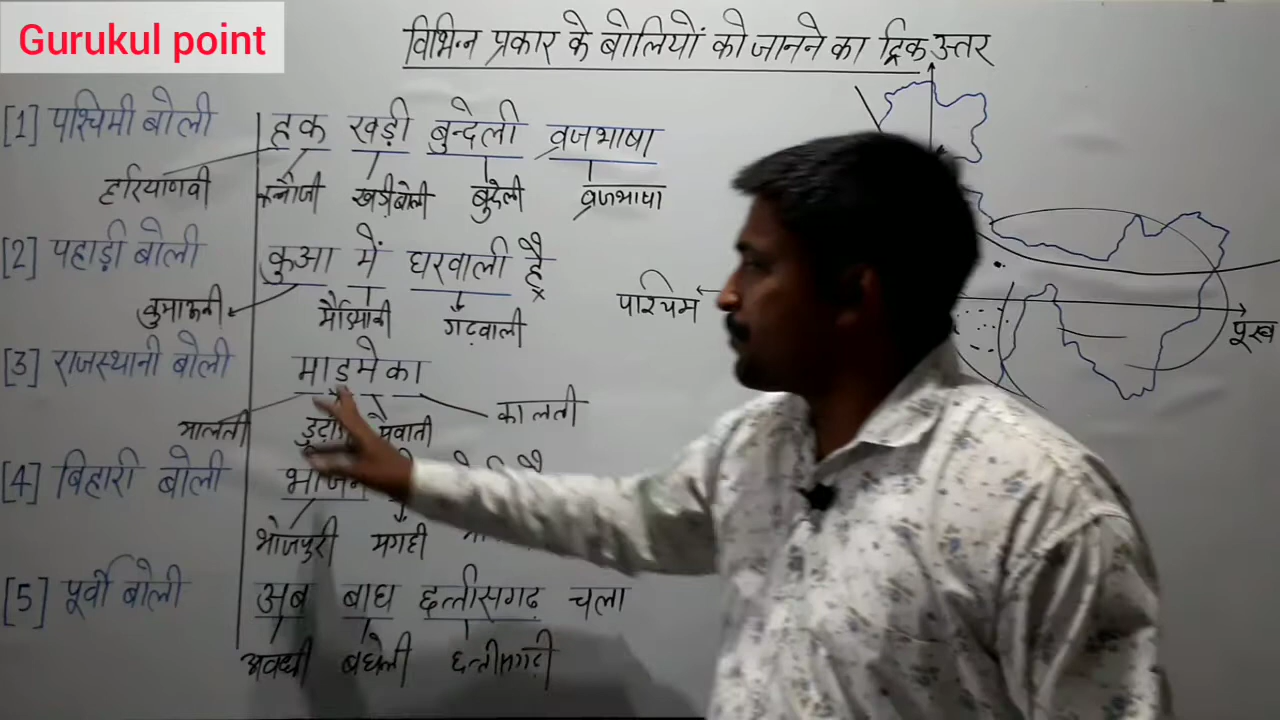 Gurukul point
विभिन्न प्रकार के बोलियों को जानने का ट्रिक उत्तर
[1] पश्चिमी बोली
हक खड़ी बुन्देली व्रजभाषा
हरियाणवी कन्नौजी खड़ीबोली बुंदेली व्रजभाषा
[2] पहाड़ी बोली
कुआ में घरवाली है
कुमाऊनी गढ़वाली
पश्चिम
पूरब
[3] राजस्थानी बोली
माडमेका
मालती मेवाती कालती
[4] बिहारी बोली
है
भोजपुरी मगही
[5] पूर्वी बोली
अब बाघ छत्तीसगढ़ चला
अवधी बघेली छत्तीसगढ़ी